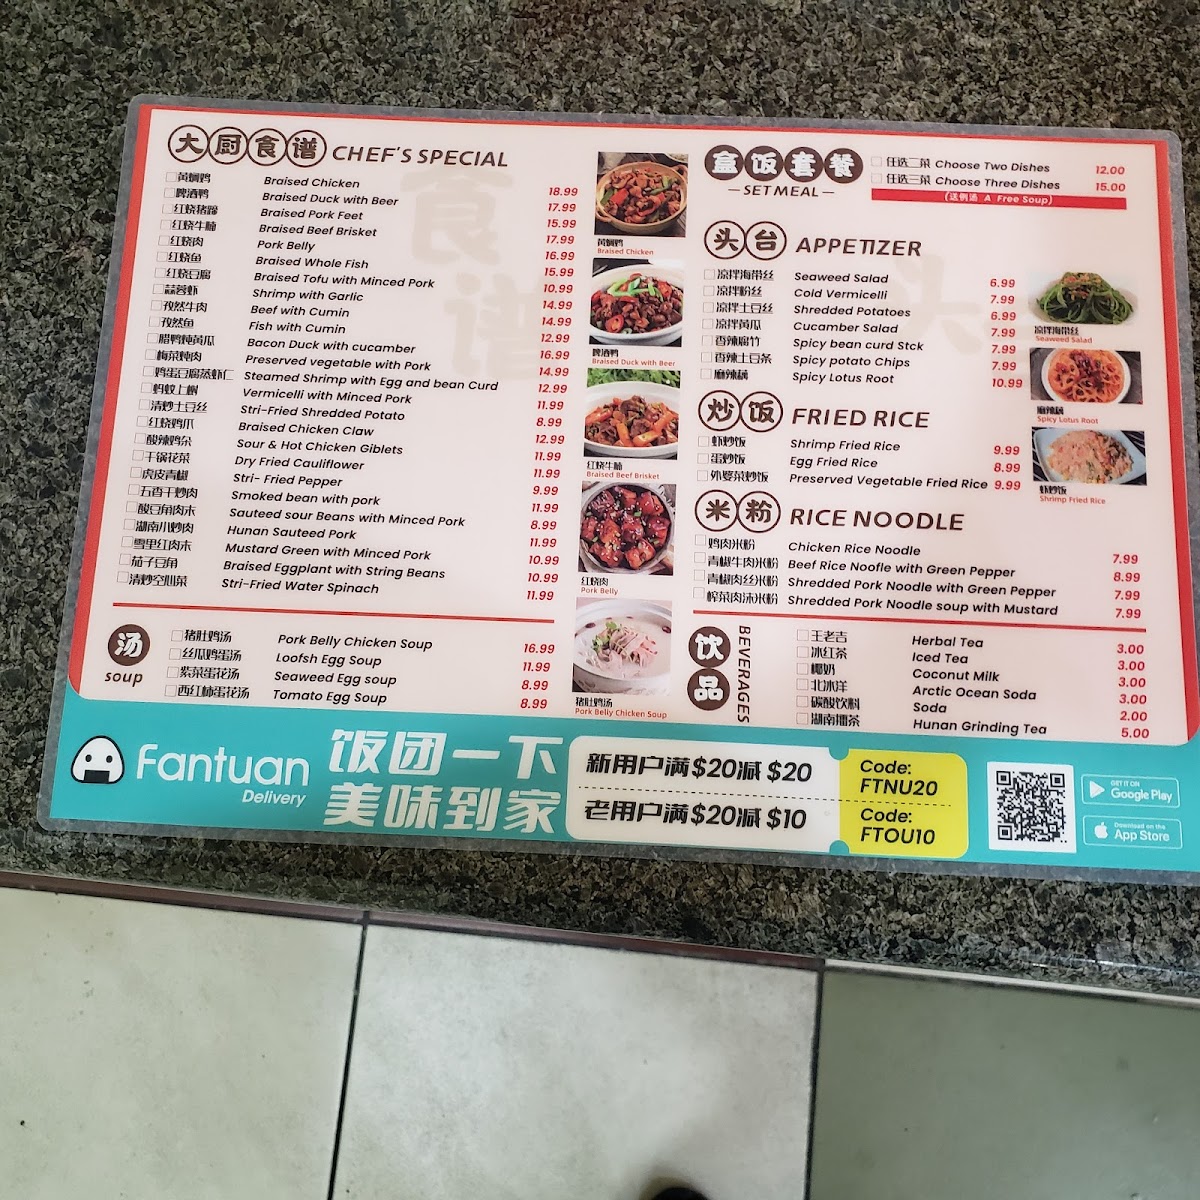 大厨食谱 CHEF'S SPECIAL
黄焖鸡 Braised Chicken 18.99
啤酒鸭 Braised Duck with Beer 17.99
红烧猪蹄 Braised Pork Feet 15.99
红烧牛腩 Braised Beef Brisket 17.99
红烧肉 Pork Belly 16.99
红烧鱼 Braised Whole Fish 15.99
红烧豆腐 Braised Tofu with Minced Pork 10.99
蒜蓉虾 Shrimp with Garlic 14.99
孜然牛肉 Beef with Cumin 14.99
孜然鱼 Fish with Cumin 12.99
腊鸭炖黄瓜 Bacon Duck with cucamber 16.99
梅菜炖肉 Preserved vegetable with Pork 14.99
鸡蛋豆腐蒸虾仁 Steamed Shrimp with Egg and bean Curd 12.99
蚂蚁上树 Vermicelli with Minced Pork 11.99
清炒土豆丝 Stri-Fried Shredded Potato 8.99
红烧鸡爪 Braised Chicken Claw 12.99
酸辣鸡杂 Sour & Hot Chicken Giblets 11.99
干锅花菜 Dry Fried Cauliflower 11.99
虎皮青椒 Stri- Fried Pepper 9.99
五香干炒肉 Smoked bean with pork 11.99
酸豆角肉末 Sauteed sour Beans with Minced Pork 8.99
湖南小炒肉 Hunan Sauteed Pork 11.99
雪里红肉末 Mustard Green with Minced Pork 10.99
茄子豆角 Braised Eggplant with String Beans 10.99
清炒空心菜 Stri-Fried Water Spinach 11.99
汤 soup
猪肚鸡汤 Pork Belly Chicken Soup 16.99
丝瓜鸡蛋汤 Loofsh Egg Soup 11.99
紫菜蛋花汤 Seaweed Egg soup 8.99
西红柿蛋花汤 Tomato Egg Soup 8.99
黄焖鸡
Braised Chicken
啤酒鸭
Braised Duck with Beer
红烧牛腩
Braised Beef Brisket
红烧肉
Pork Belly
猪肚鸡汤
Pork Belly Chicken Soup
盒饭套餐
—SET MEAL—
任选二菜 Choose Two Dishes 12.00
任选三菜 Choose Three Dishes 15.00
(送例汤 A Free Soup)
头台 APPETIZER
凉拌海带丝 Seaweed Salad 6.99
凉拌粉丝 Cold Vermicelli 7.99
凉拌土豆丝 Shredded Potatoes 6.99
凉拌黄瓜 Cucamber Salad 7.99
香辣腐竹 Spicy bean curd Stck 7.99
香辣土豆条 Spicy potato Chips 7.99
麻辣藕 Spicy Lotus Root 10.99
凉拌海带丝
Seaweed Salad
麻辣藕
Spicy Lotus Root
虾炒饭
Shrimp Fried Rice
炒饭 FRIED RICE
虾炒饭 Shrimp Fried Rice 9.99
蛋炒饭 Egg Fried Rice 8.99
外婆菜炒饭 Preserved Vegetable Fried Rice 9.99
米粉 RICE NOODLE
鸡肉米粉 Chicken Rice Noodle 7.99
青椒牛肉米粉 Beef Rice Noofle with Green Pepper 8.99
青椒肉丝米粉 Shredded Pork Noodle with Green Pepper 7.99
榨菜肉沫米粉 Shredded Pork Noodle soup with Mustard 7.99
饮品 BEVERAGES
王老吉 Herbal Tea 3.00
冰红茶 Iced Tea 3.00
椰奶 Coconut Milk 3.00
北冰洋 Arctic Ocean Soda 3.00
碳酸饮料 Soda 2.00
湖南擂茶 Hunan Grinding Tea 5.00
Fantuan
Delivery
饭团一下
美味到家
新用户满$20减$20
Code:
FTNU20
老用户满$20减$10
Code:
FTOU10
GET IT ON
Google Play
Download on the
App Store